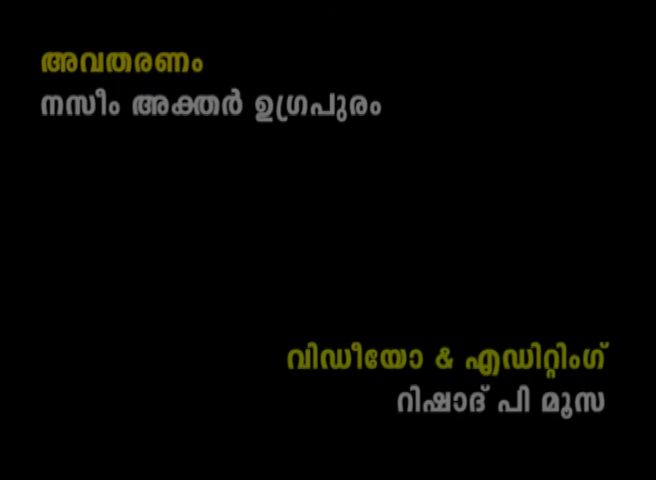 അവതരണം
നസീം അക്തർ ഉഗ്രപുരം
വിഡീയോ & എഡിറ്റിംഗ്
റിഷാദ് പി മൂസ